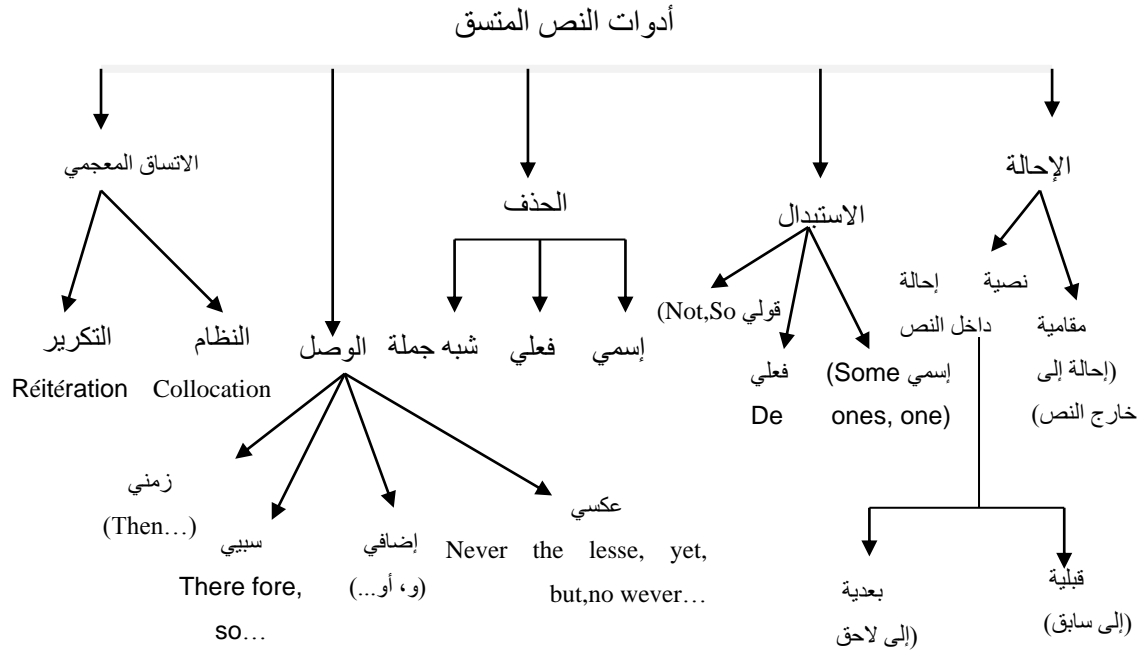 أدوات النص المتسق
الإحالة
الاستبدال
الحذف
الاتساق المعجمي
نصية إحالة
داخل النص
مقامية
(إحالة إلى
خارج النص)
قولي Not,So)
إسمي Some)
ones, one)
فعلي
De
إسمي
فعلي
شبه جملة
الوصل
النظام
Collocation
التكرير
Réitération
قبلية
(إلى سابق)
بعدية
(إلى لاحق)
عكسي
Never the lesse, yet,
but,no wever…
إضافي
(و، أو...)
سببي
There fore,
so…
زمني
(Then…)